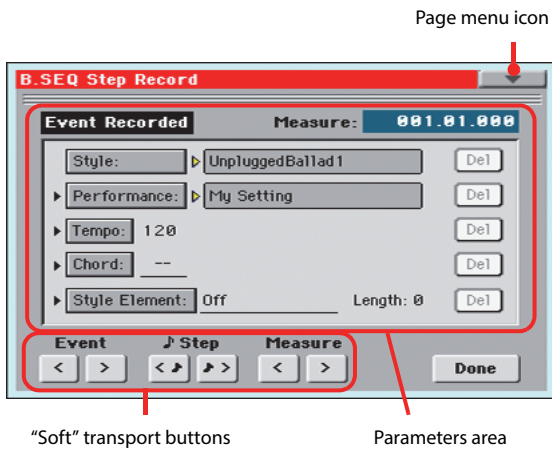 Page menu icon
B.SEQ Step Record
Event Recorded Measure: 001.01.000
Style: UnpluggedBallad1 Del
Performance: My Setting Del
Tempo: 120 Del
Chord: -- Del
Style Element: Off Length: 0 Del
Event ♪ Step Measure
< > < ♪ ♪ > < > Done
"Soft" transport buttons Parameters area